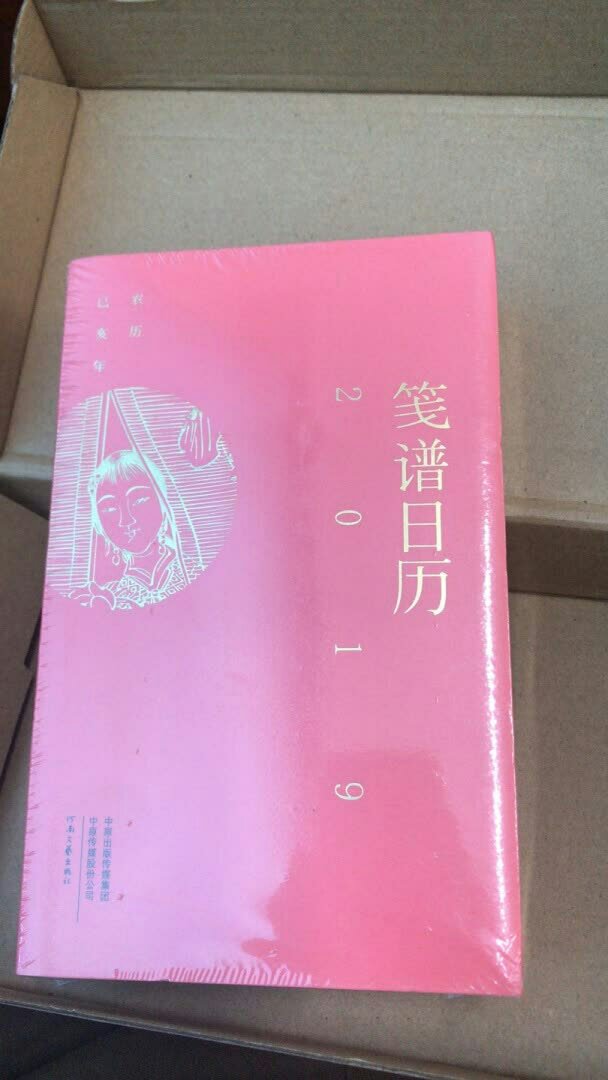 笺谱日历
2019
农历
己亥年
中原出版传媒集团
中原传媒股份公司
河南文艺出版社